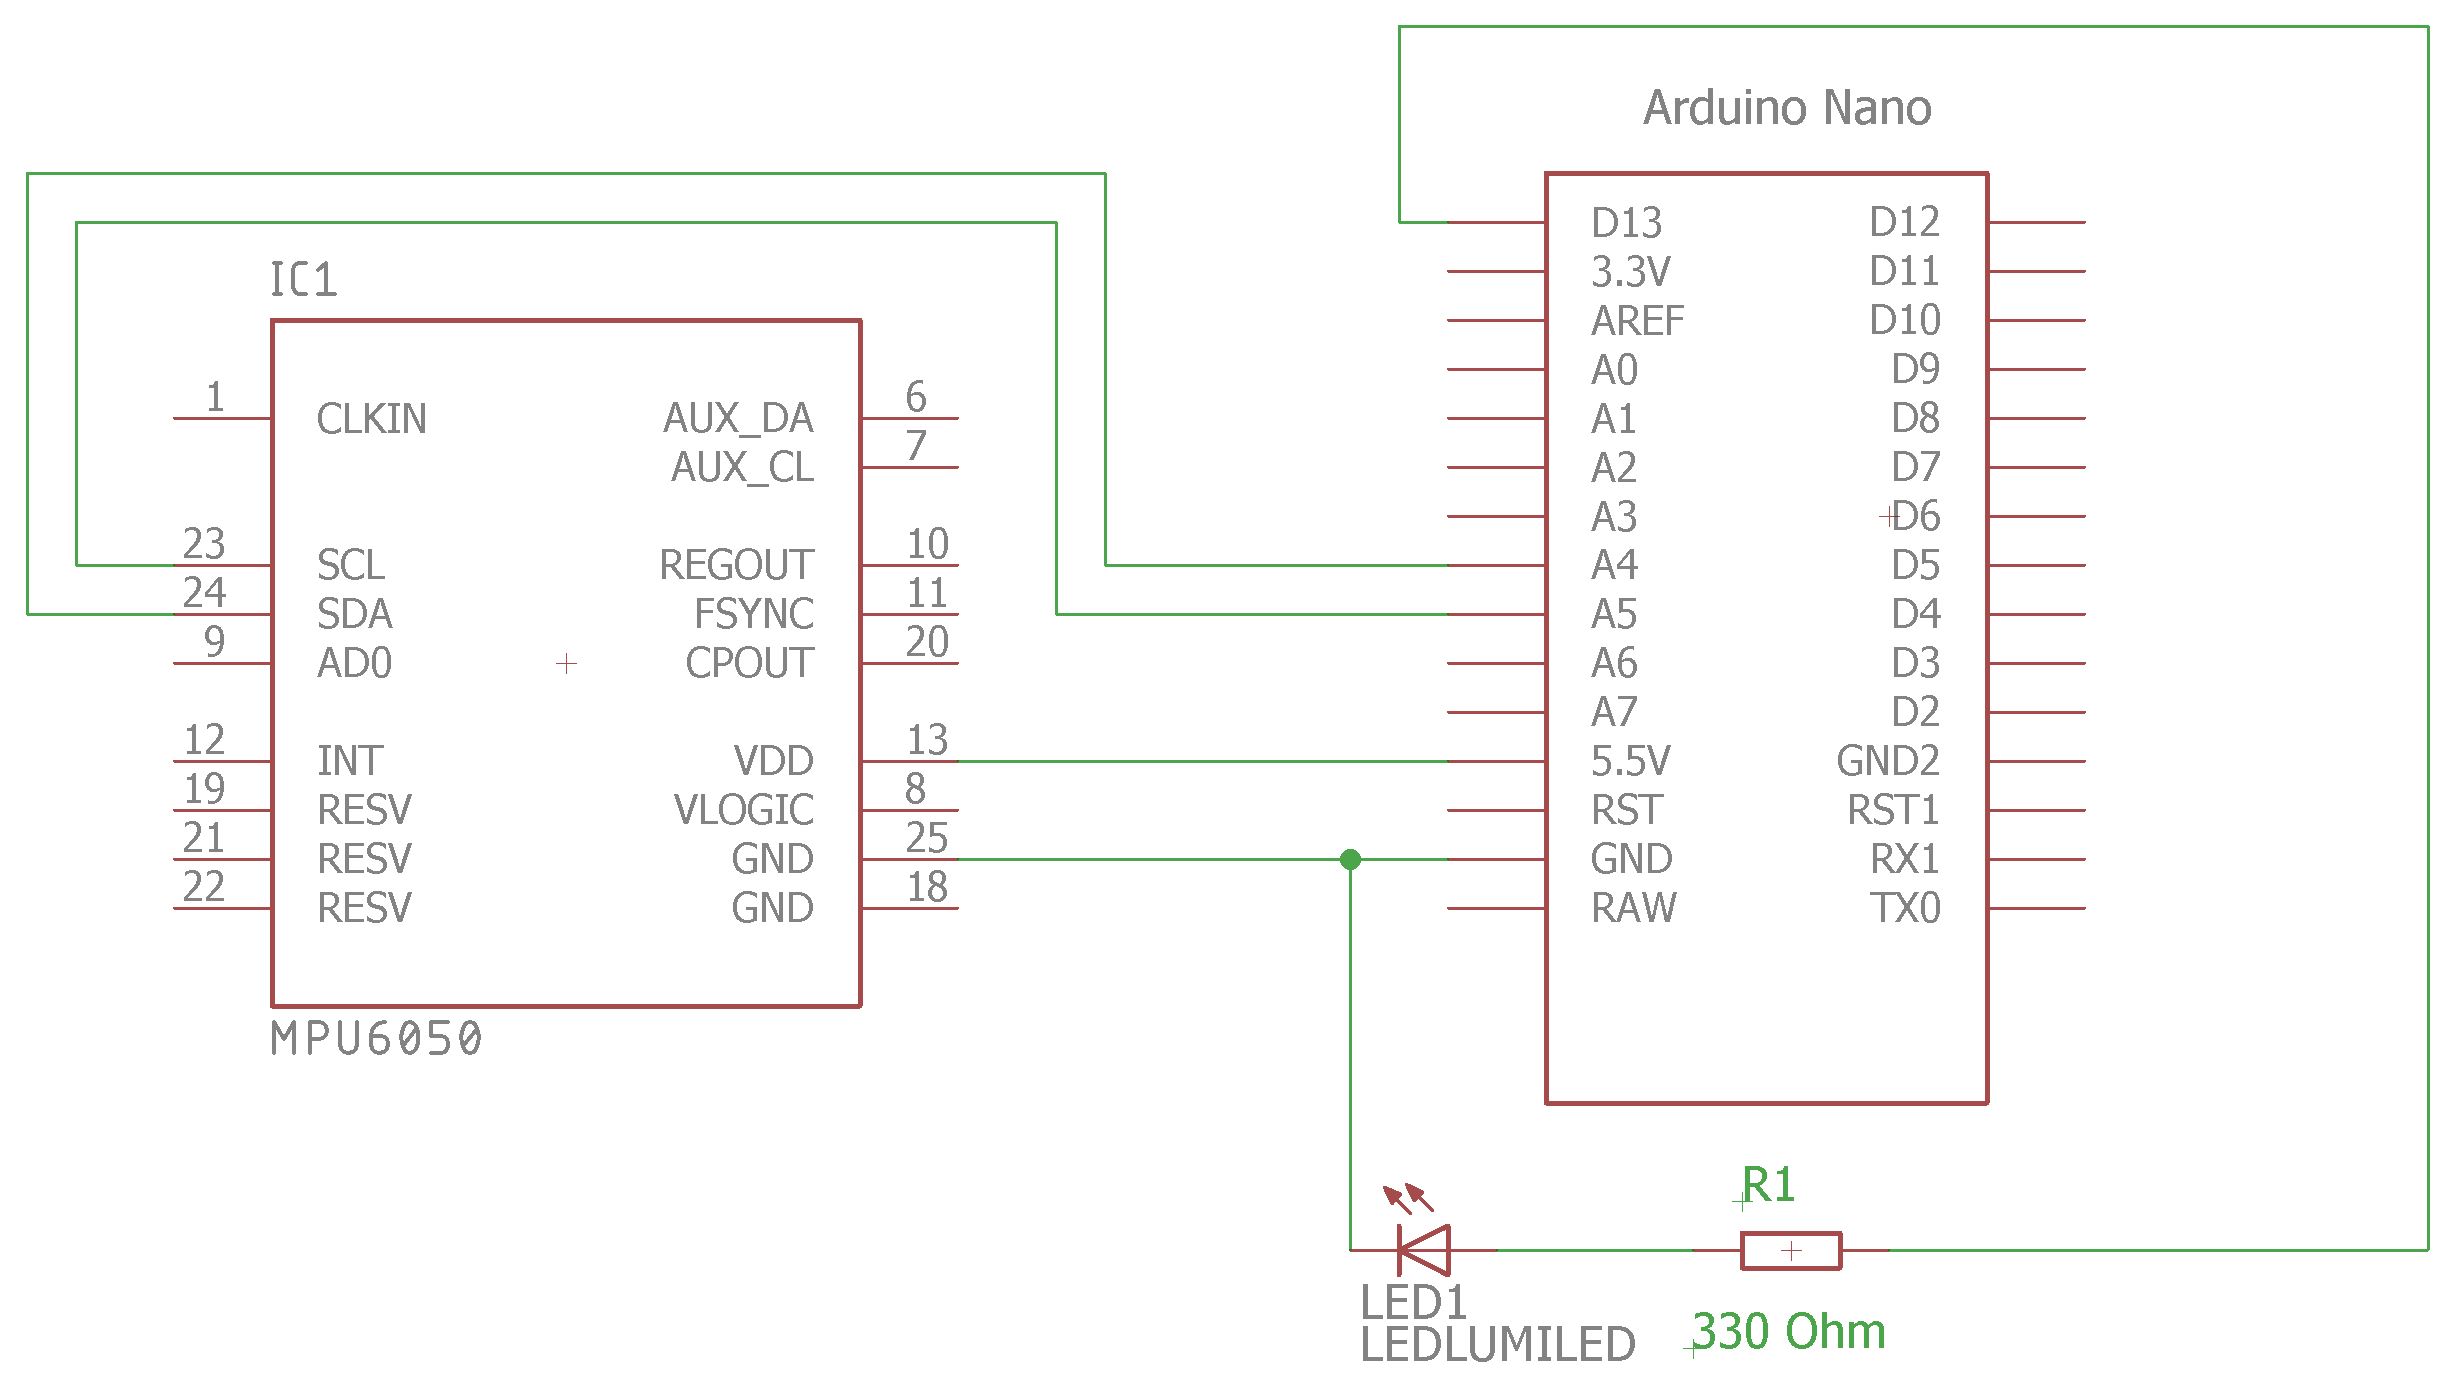 Arduino Nano
D13 D12
3.3V D11
AREF D10
A0 D9
A1 D8
A2 D7
A3 D6
A4 D5
A5 D4
A6 D3
A7 D2
5.5V GND2
RST RST1
GND RX1
RAW TX0
IC1
1 CLKIN AUX_DA 6
AUX_CL 7
23 SCL REGOUT 10
24 SDA FSYNC 11
9 AD0 CPOUT 20
12 INT VDD 13
19 RESV VLOGIC 8
21 RESV GND 25
22 RESV GND 18
MPU6050
R1
330 Ohm
LED1
LEDLUMILED